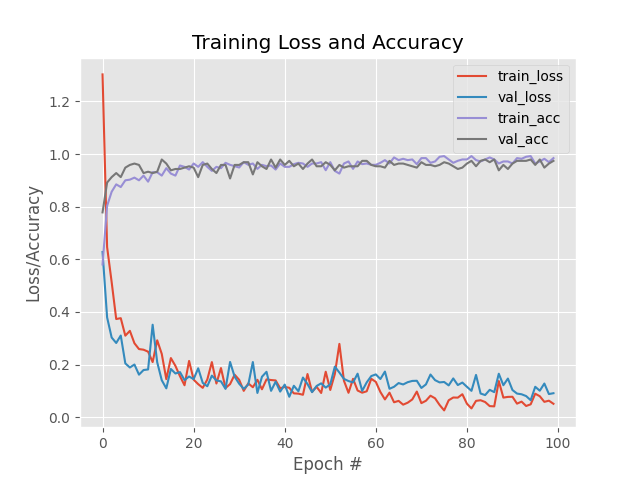 Training Loss and Accuracy
train_loss
val_loss
train_acc
val_acc
1.2
1.0
0.8
0.6
0.4
0.2
0.0
Loss/Accuracy
0 20 40 60 80 100
Epoch #